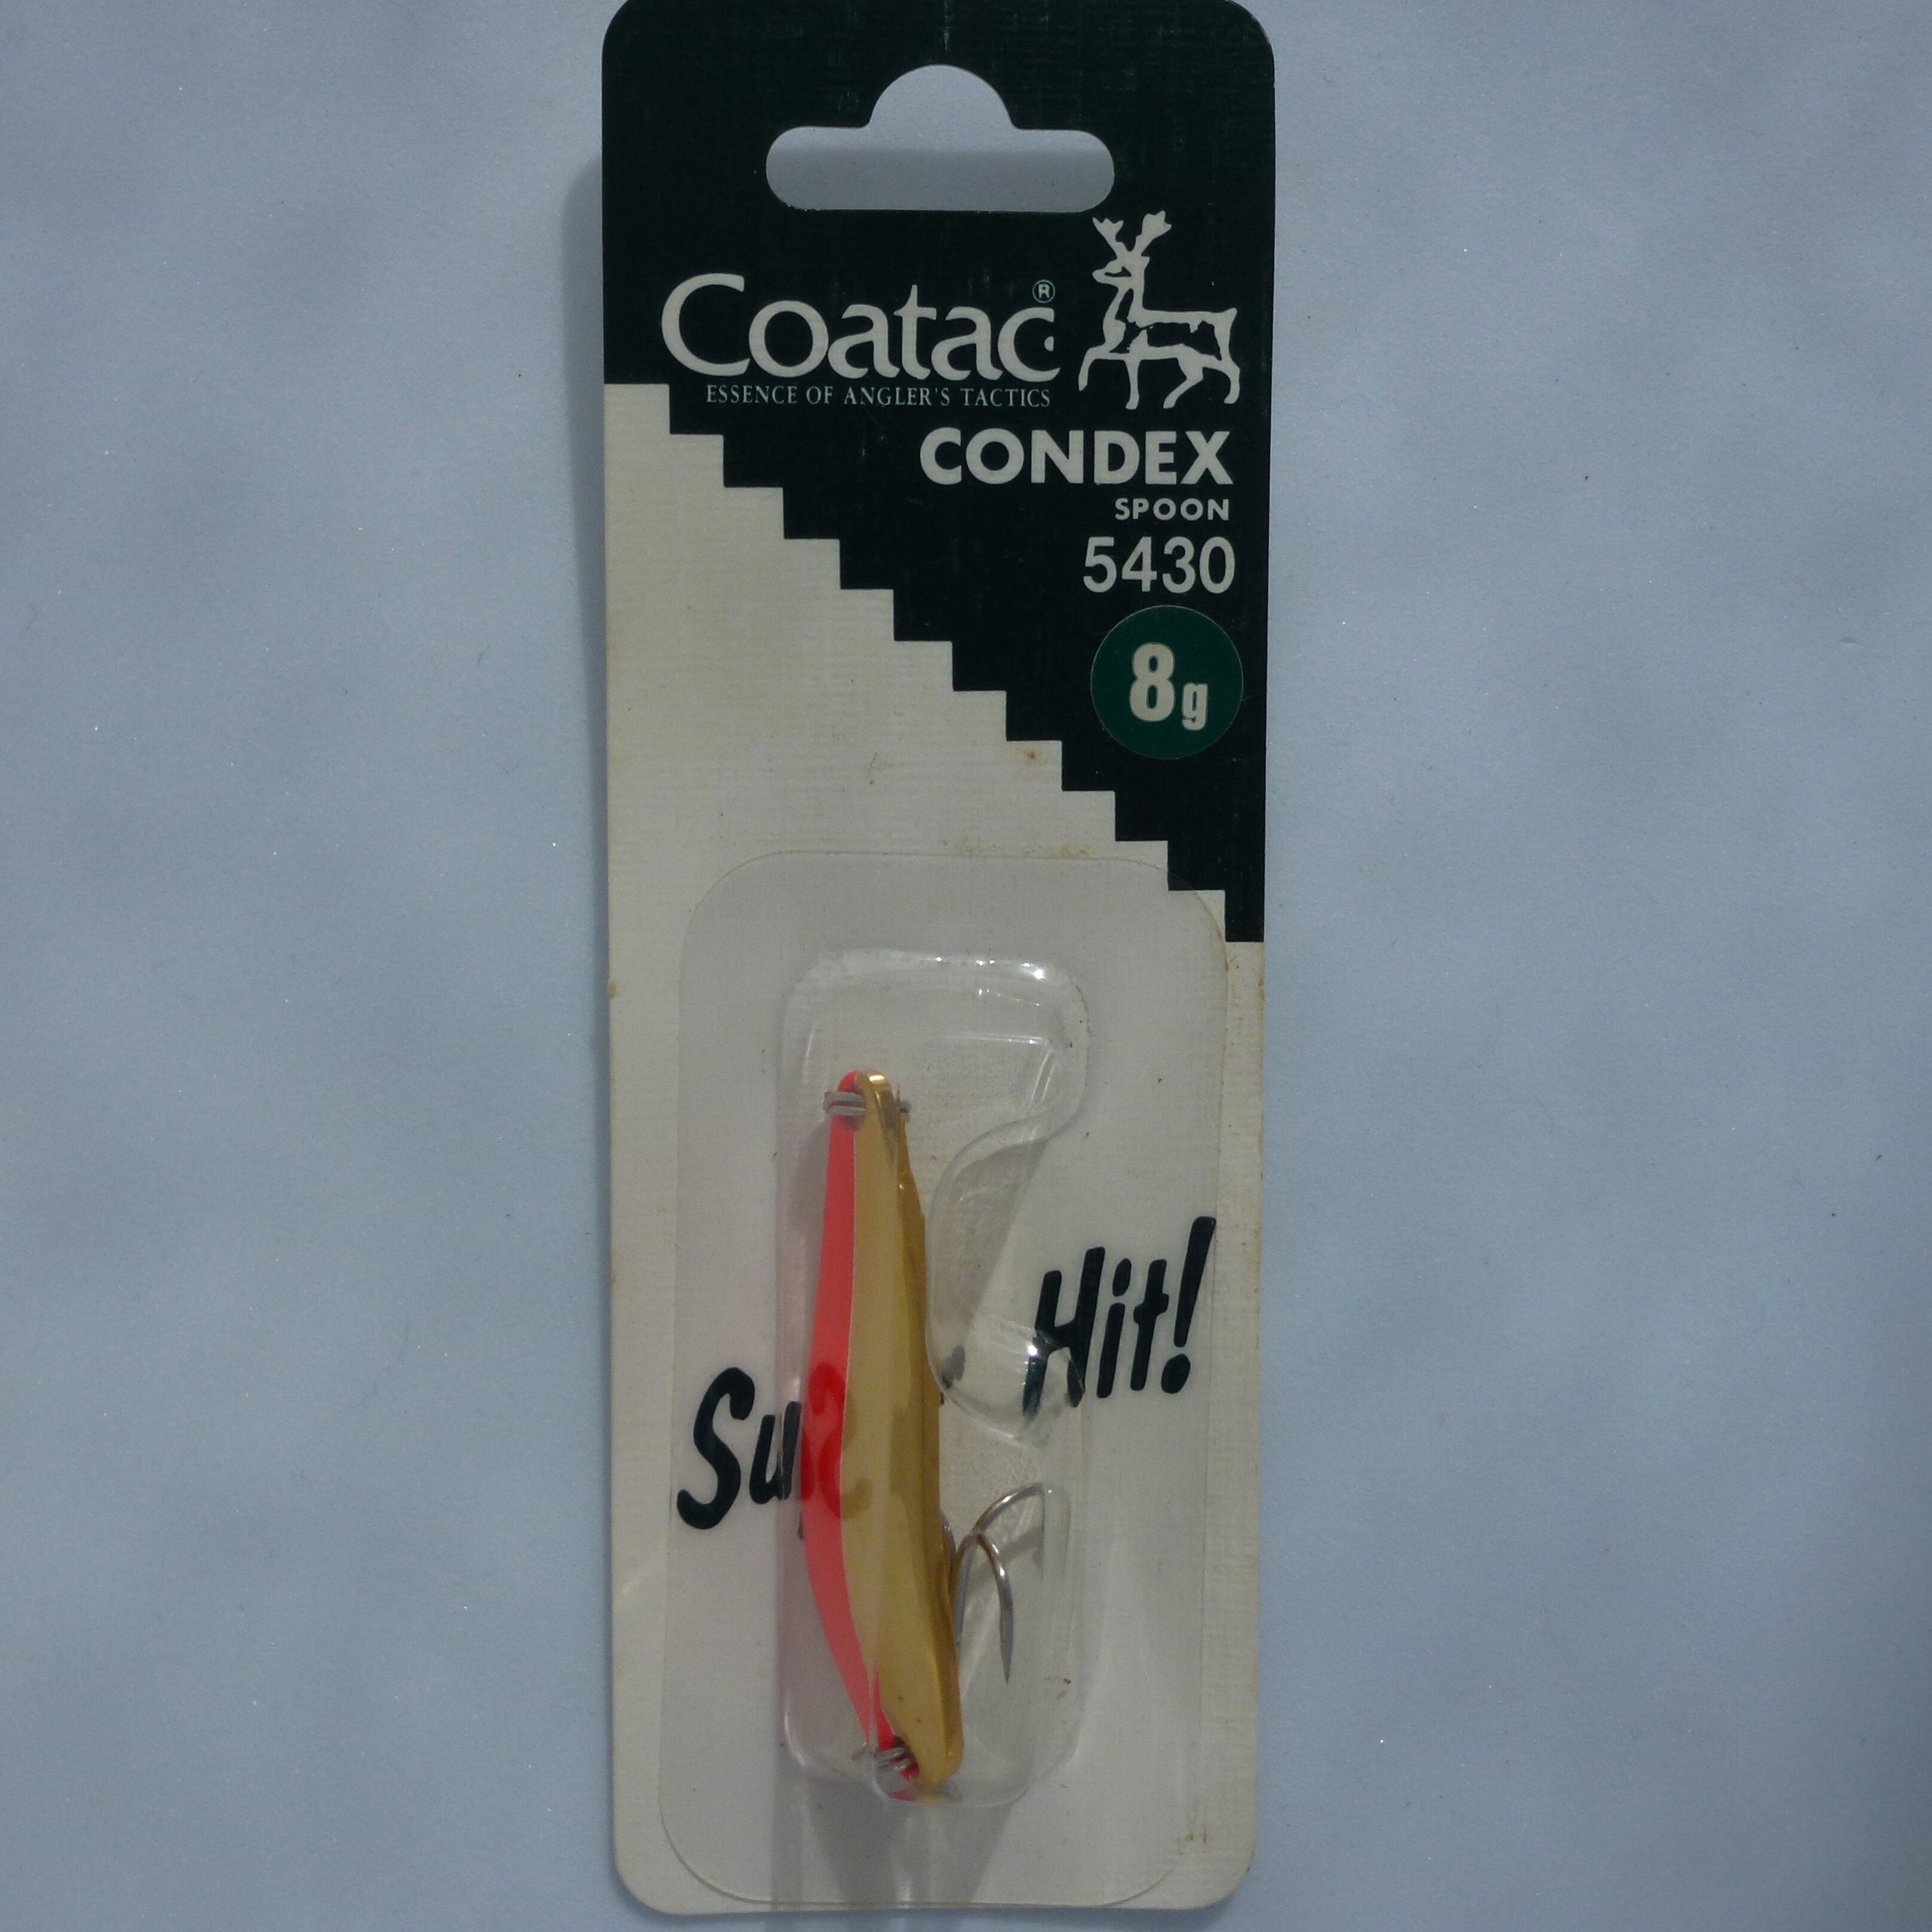 Coatac®
ESSENCE OF ANGLER'S TACTICS
CONDEX
SPOON
5430
8g
Hit!